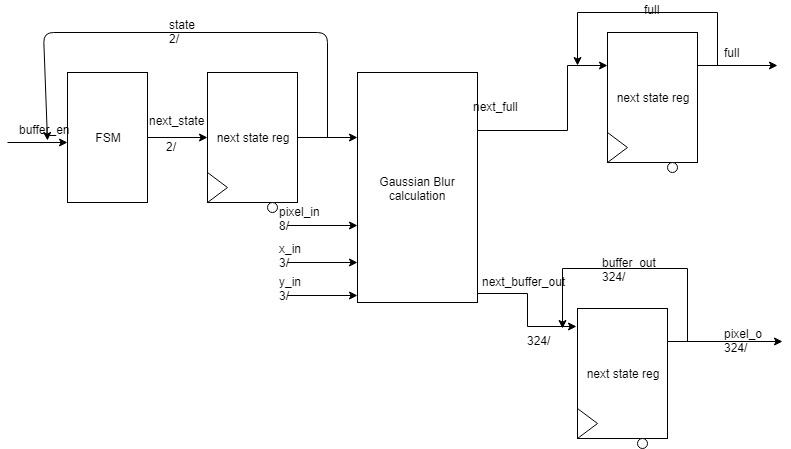 state
2/
buffer_en
FSM
next_state
2/
next state reg
pixel_in
8/
x_in
3/
y_in
3/
Gaussian Blur
calculation
next_full
full
next state reg
full
next_buffer_out
324/
buffer_out
324/
next state reg
pixel_o
324/